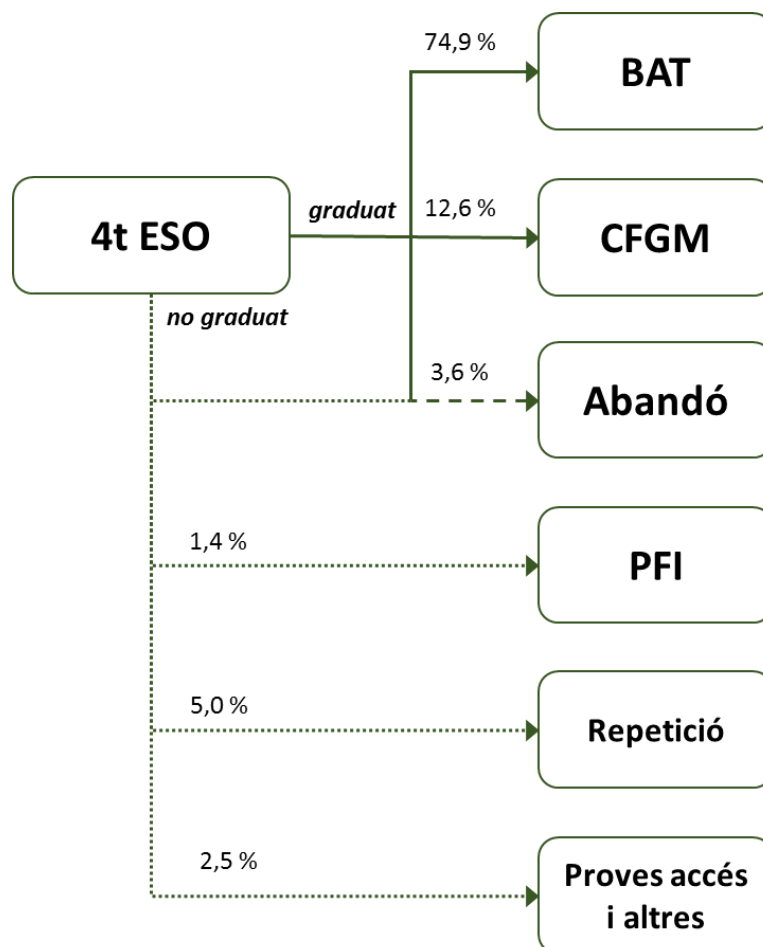 74,9 %
BAT
4t ESO
graduat
12,6 %
CFGM
no graduat
3,6 %
Abandó
1,4 %
PFI
5,0 %
Repetició
2,5 %
Proves accés
i altres